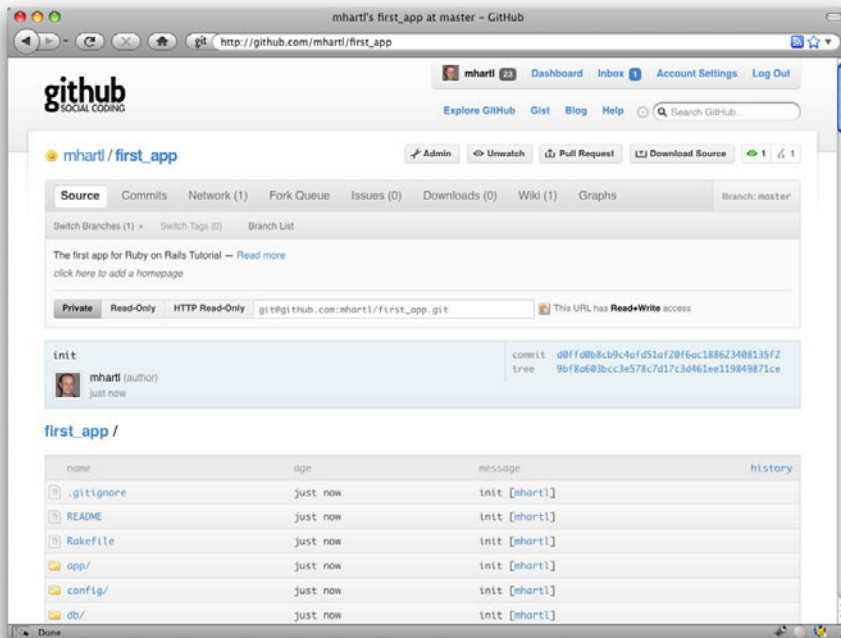 mhartl's first_app at master – GitHub
git http://github.com/mhartl/first_app
github
SOCIAL CODING
mhartl 23 Dashboard Inbox 1 Account Settings Log Out
Explore GitHub Gist Blog Help Search GitHub...
mhartl / first_app
Admin Unwatch Pull Request Download Source 1 1
Source Commits Network (1) Fork Queue Issues (0) Downloads (0) Wiki (1) Graphs Branch: master
Switch Branches (1) Switch Tags (0) Branch List
The first app for Ruby on Rails Tutorial — Read more
click here to add a homepage
Private Read-Only HTTP Read-Only git@github.com:mhartl/first_app.git This URL has Read+Write access
init
mhartl (author)
just now
commit d0ffd0b8cb9c4afd51af20f6ac188623408135f2
tree 9bf8a603bcc3e578c7d17c3d461ee119849871ce
first_app /
name age message history
.gitignore just now init [mhartl]
README just now init [mhartl]
Rakefile just now init [mhartl]
app/ just now init [mhartl]
config/ just now init [mhartl]
db/ just now init [mhartl]
Done